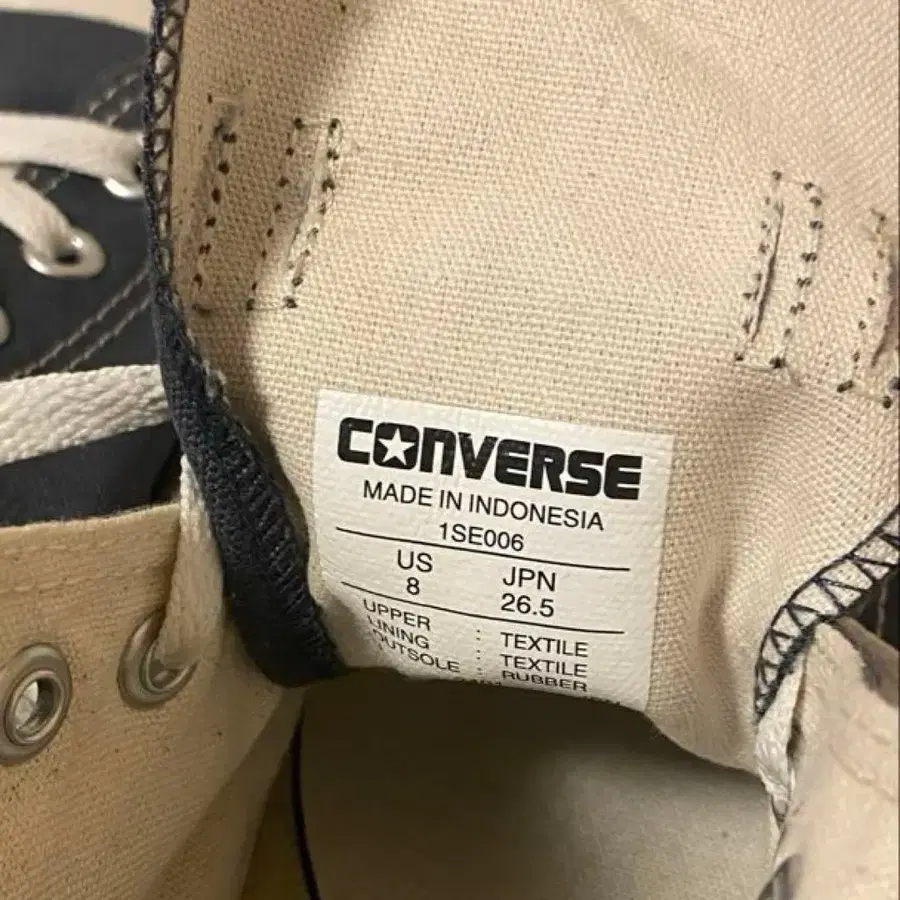 CONVERSE
MADE IN INDONESIA
1SE006
US JPN
8 26.5
UPPER : TEXTILE
LINING : TEXTILE
OUTSOLE : RUBBER